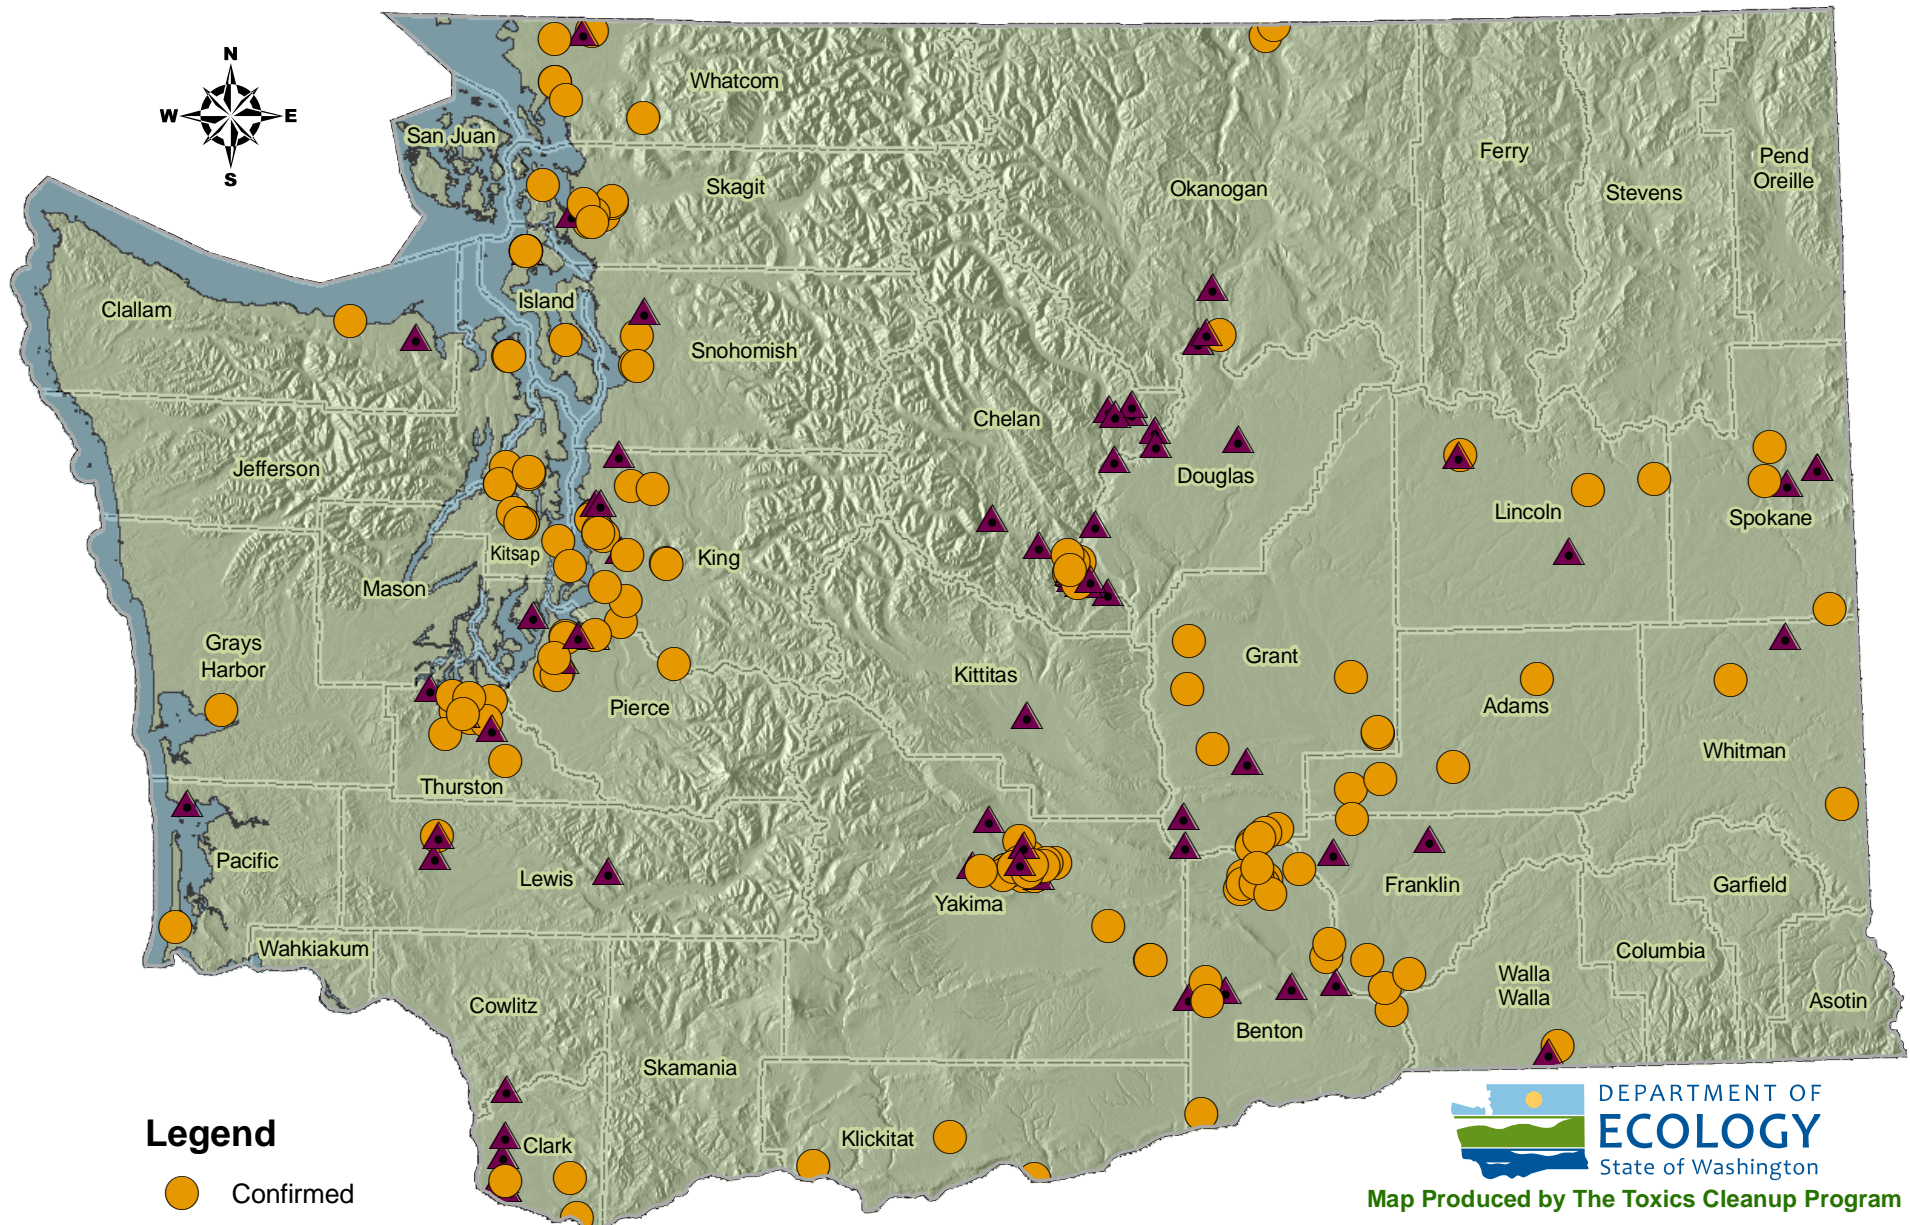 N
W
E
S
Whatcom
San Juan
Skagit
Okanogan
Ferry
Stevens
Pend
Oreille
Clallam
Island
Snohomish
Chelan
Douglas
Jefferson
Lincoln
Spokane
Kitsap
King
Mason
Grays
Harbor
Kittitas
Grant
Pierce
Adams
Whitman
Thurston
Pacific
Lewis
Yakima
Franklin
Garfield
Wahkiakum
Columbia
Walla
Walla
Asotin
Cowlitz
Benton
Skamania
Clark
Klickitat
Legend
Confirmed
DEPARTMENT OF
ECOLOGY
State of Washington
Map Produced by The Toxics Cleanup Program